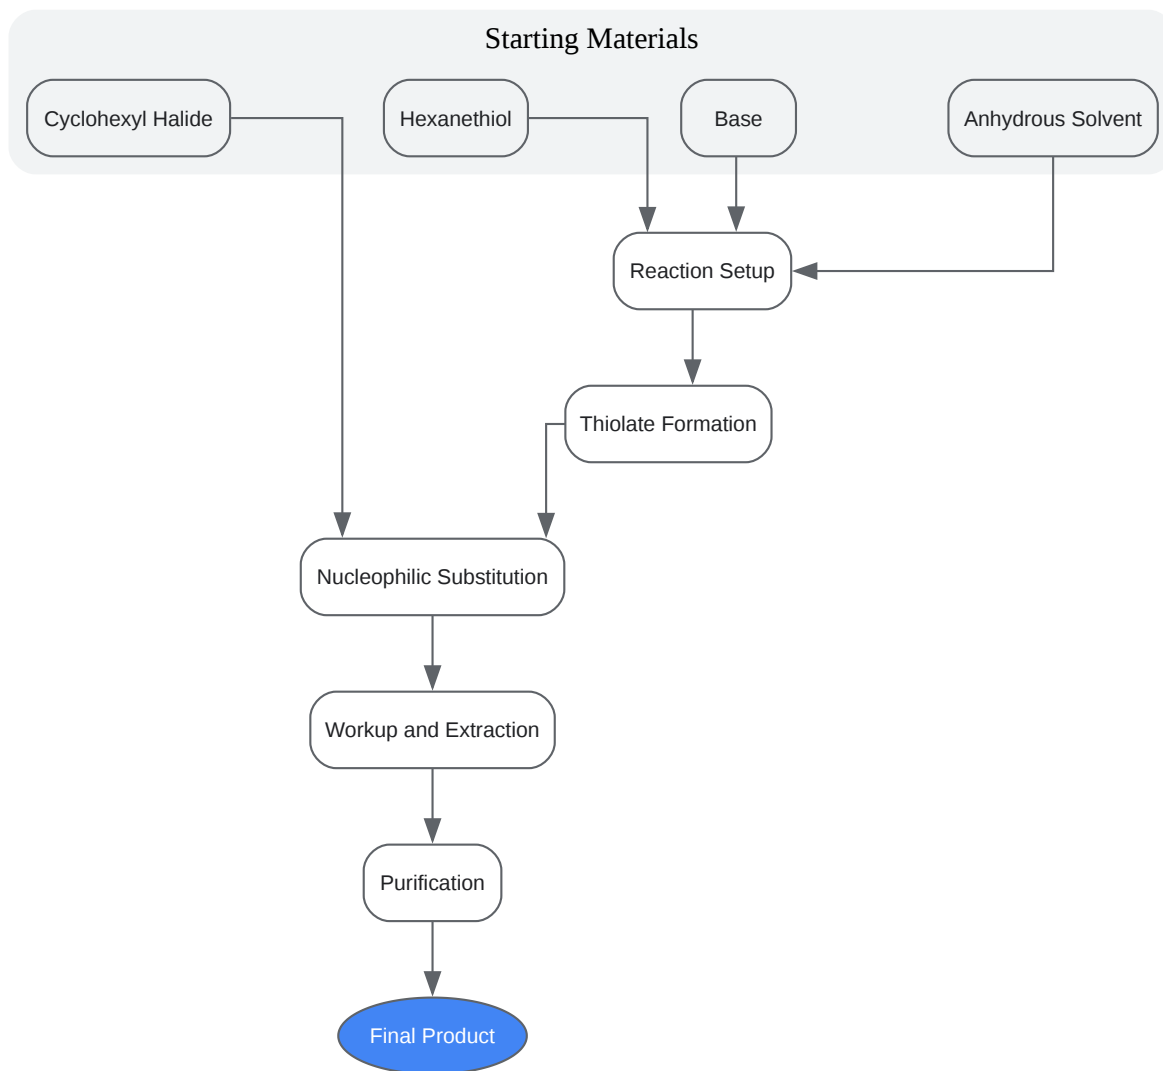 Starting Materials
Cyclohexyl Halide
Hexanethiol
Base
Anhydrous Solvent
Reaction Setup
Thiolate Formation
Nucleophilic Substitution
Workup and Extraction
Purification
Final Product